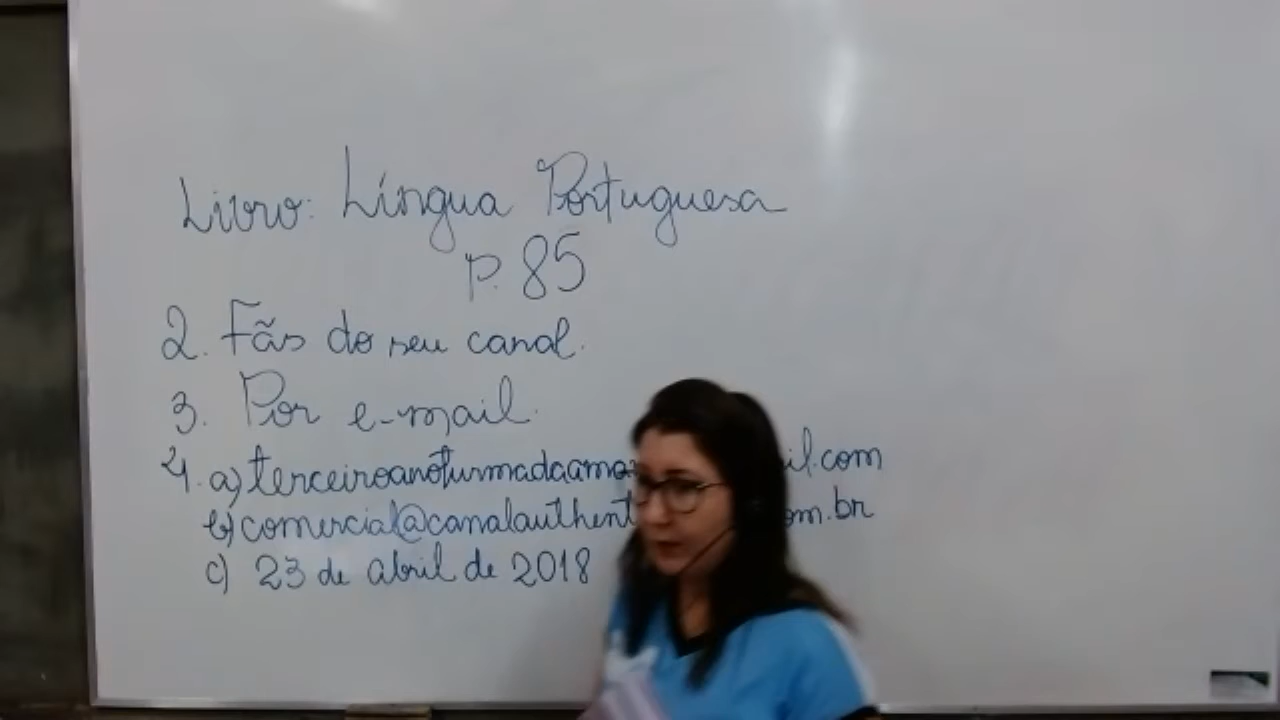 Livro: Língua Portuguesa
p. 85
2. Fãs do seu canal.
3. Por e-mail.
4. a) terceiroanoturmadaama il.com
b) comercial@canalauthent om.br
c) 23 de abril de 2018